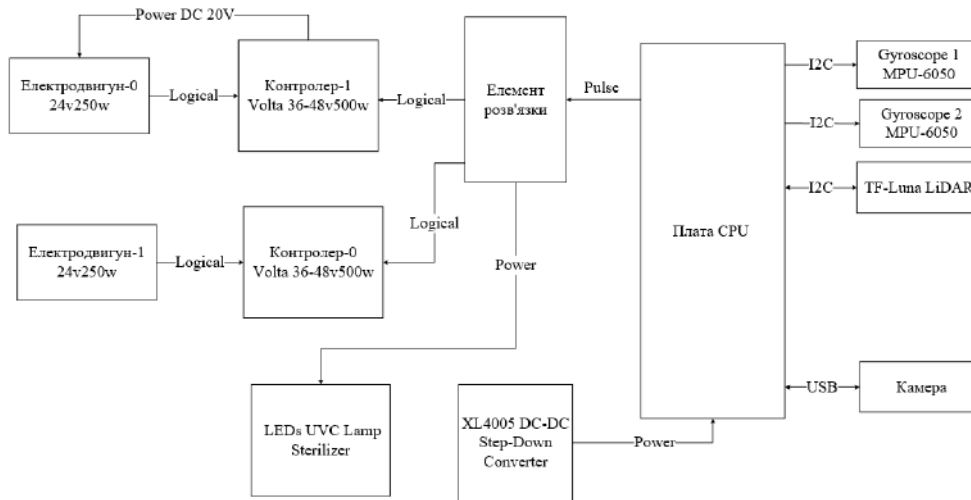 Power DC 20V
Електродвигун-0
24v250w
Logical
Контролер-1
Volta 36-48v500w
Logical
Елемент
розв'язки
Pulse
Плата CPU
I2C
Gyroscope 1
MPU-6050
I2C
Gyroscope 2
MPU-6050
I2C
TF-Luna LiDAR
Електродвигун-1
24v250w
Logical
Контролер-0
Volta 36-48v500w
Logical
Power
LEDs UVC Lamp
Sterilizer
XL4005 DC-DC
Step-Down
Converter
Power
USB
Камера